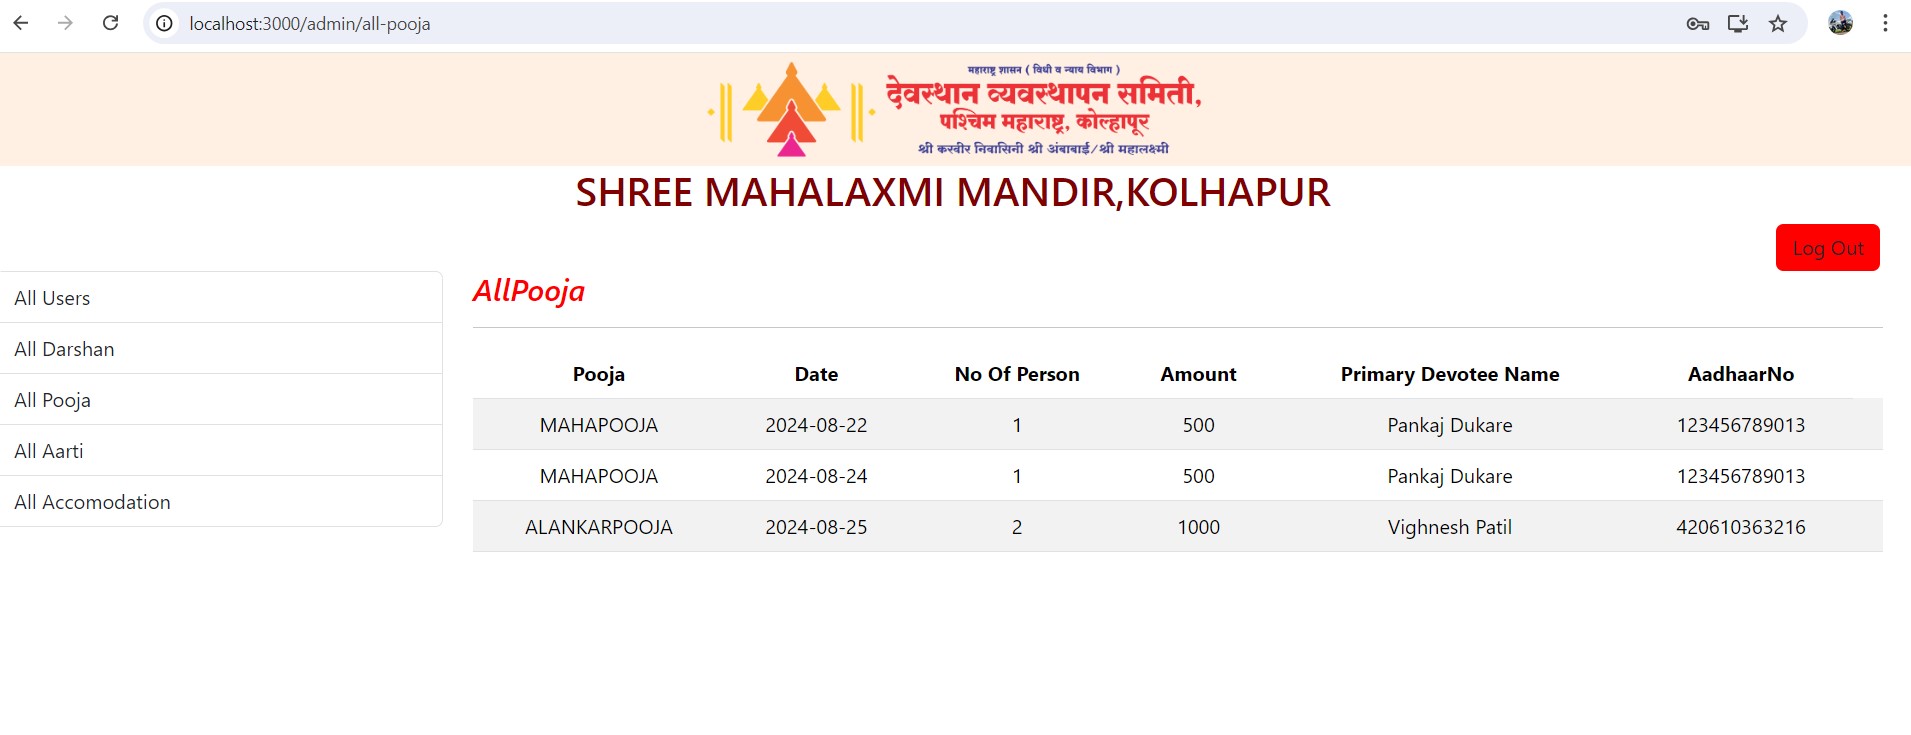 localhost:3000/admin/all-pooja
महाराष्ट्र शासन ( विधी व न्याय विभाग )
देवस्थान व्यवस्थापन समिती,
पश्चिम महाराष्ट्र, कोल्हापूर
श्री करवीर निवासिनी श्री अंबाबाई/श्री महालक्ष्मी
SHREE MAHALAXMI MANDIR,KOLHAPUR
Log Out
All Users
All Darshan
All Pooja
All Aarti
All Accomodation
AllPooja
Pooja Date No Of Person Amount Primary Devotee Name AadhaarNo
MAHAPOOJA 2024-08-22 1 500 Pankaj Dukare 123456789013
MAHAPOOJA 2024-08-24 1 500 Pankaj Dukare 123456789013
ALANKARPOOJA 2024-08-25 2 1000 Vighnesh Patil 420610363216